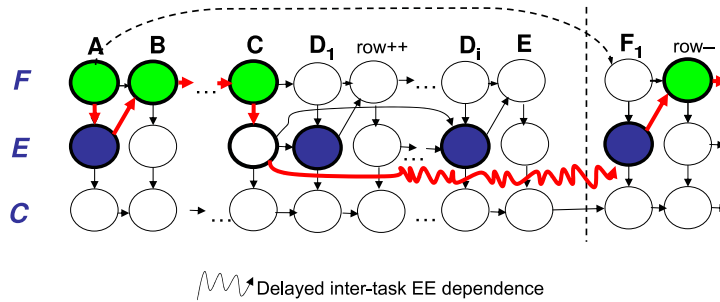 A B C D1 row++ Di E F1 row–
F ...
E ...
C ... ...
Delayed inter-task EE dependence